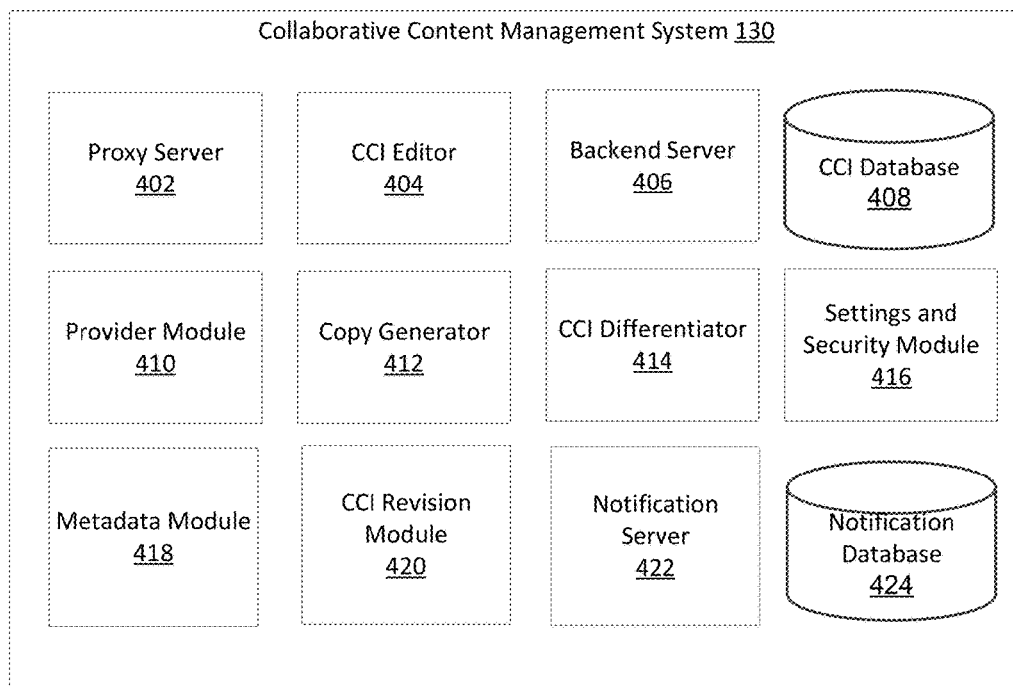 Collaborative Content Management System 130
Proxy Server
402
CCI Editor
404
Backend Server
406
CCI Database
408
Provider Module
410
Copy Generator
412
CCI Differentiator
414
Settings and
Security Module
416
Metadata Module
418
CCI Revision
Module
420
Notification
Server
422
Notification
Database
424